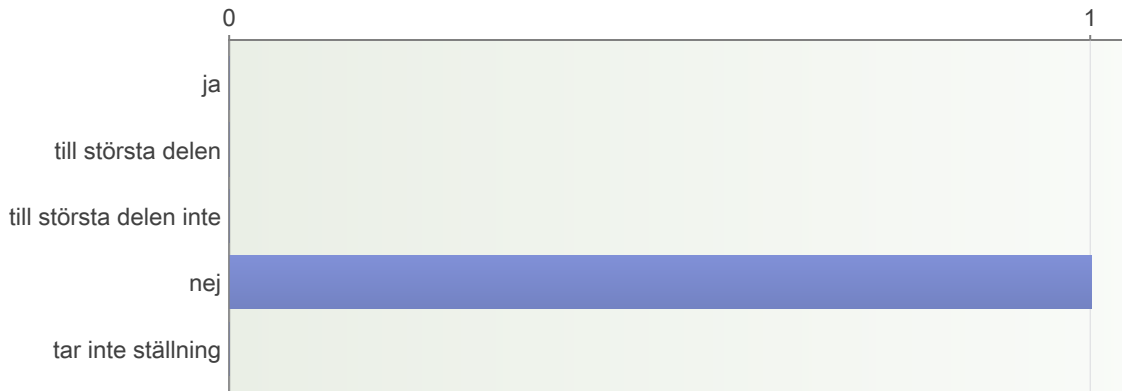 0 1
ja
till största delen
till största delen inte
nej
tar inte ställning